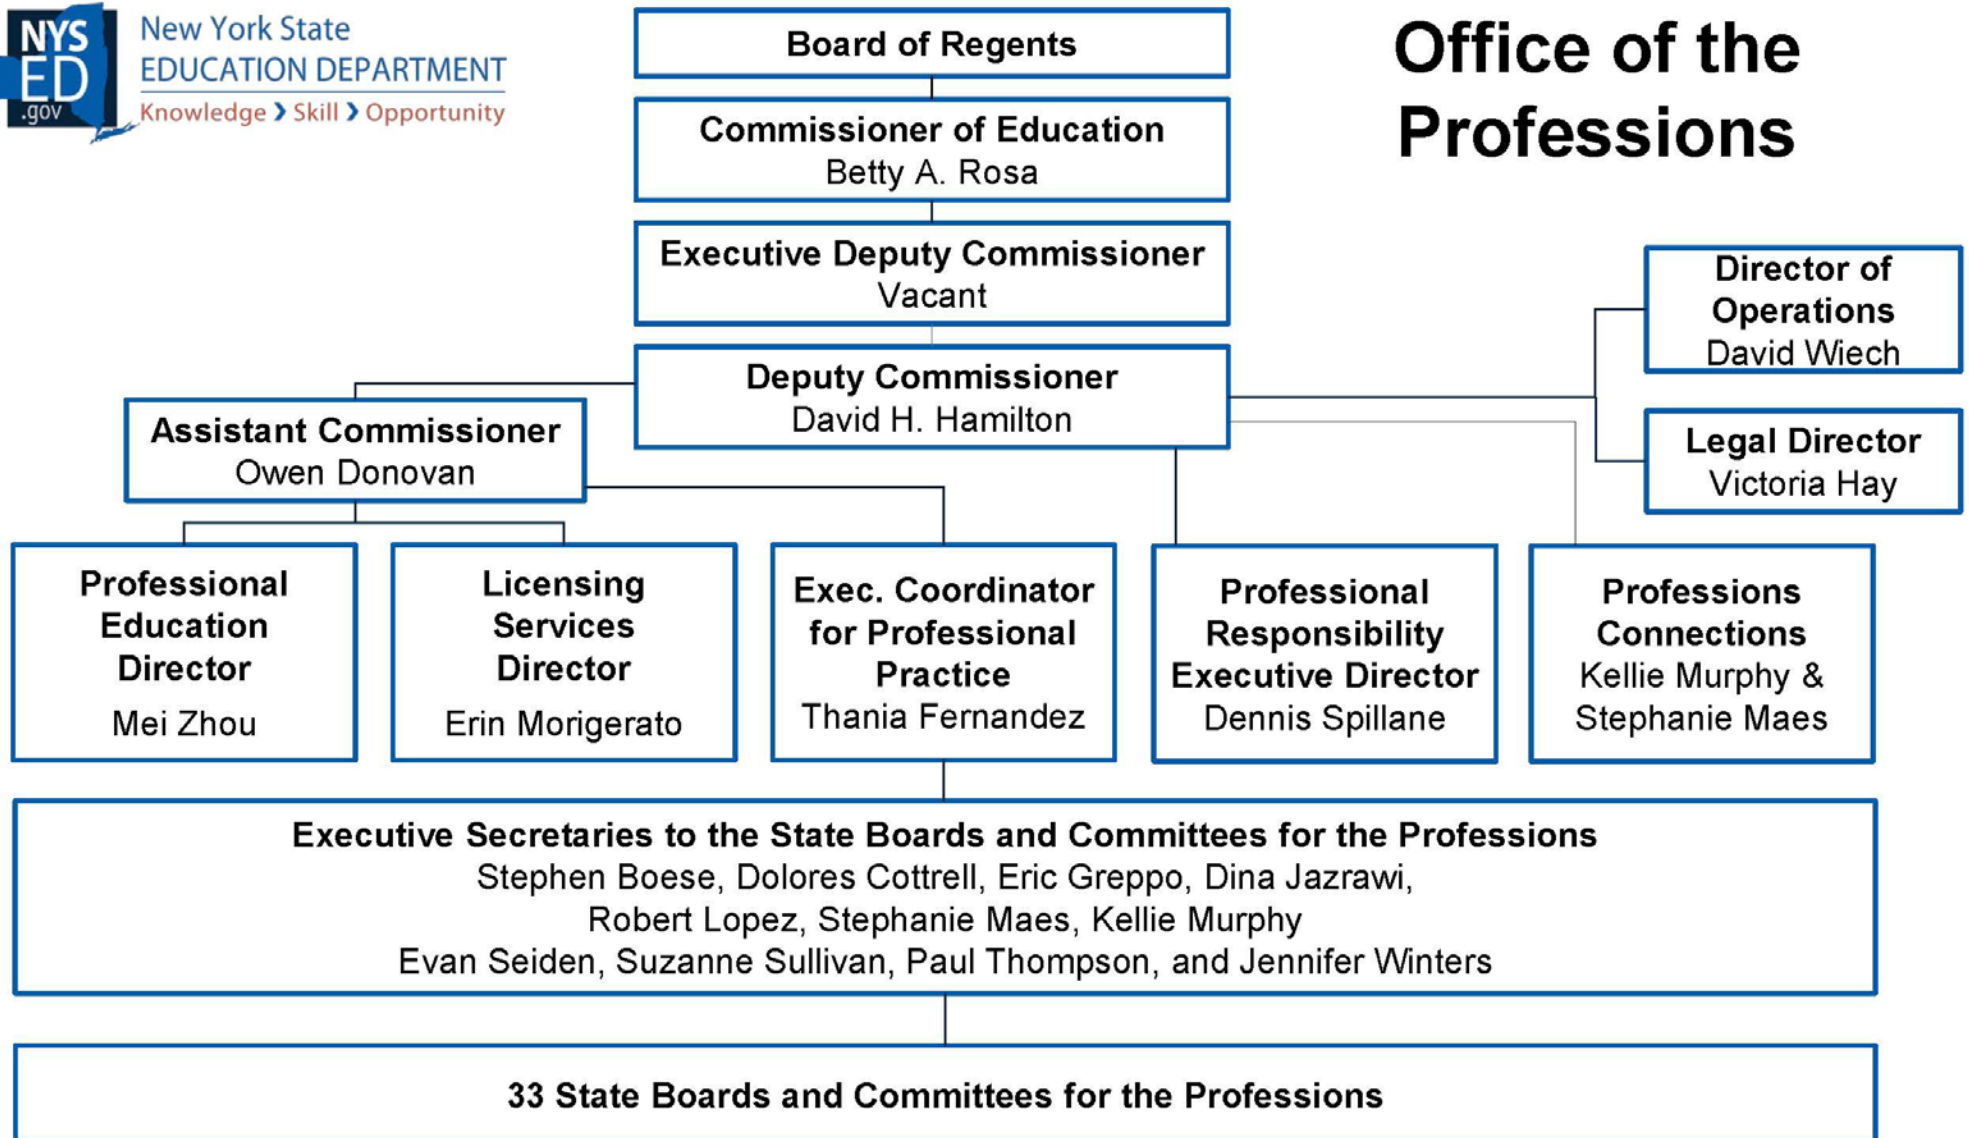 NYS
ED
.gov
New York State
EDUCATION DEPARTMENT
Knowledge › Skill › Opportunity
Office of the
Professions
Board of Regents
Commissioner of Education
Betty A. Rosa
Executive Deputy Commissioner
Vacant
Deputy Commissioner
David H. Hamilton
Director of
Operations
David Wiech
Legal Director
Victoria Hay
Assistant Commissioner
Owen Donovan
Professional
Education
Director
Mei Zhou
Licensing
Services
Director
Erin Morigerato
Exec. Coordinator
for Professional
Practice
Thania Fernandez
Professional
Responsibility
Executive Director
Dennis Spillane
Professions
Connections
Kellie Murphy &
Stephanie Maes
Executive Secretaries to the State Boards and Committees for the Professions
Stephen Boese, Dolores Cottrell, Eric Greppo, Dina Jazrawi,
Robert Lopez, Stephanie Maes, Kellie Murphy
Evan Seiden, Suzanne Sullivan, Paul Thompson, and Jennifer Winters
33 State Boards and Committees for the Professions